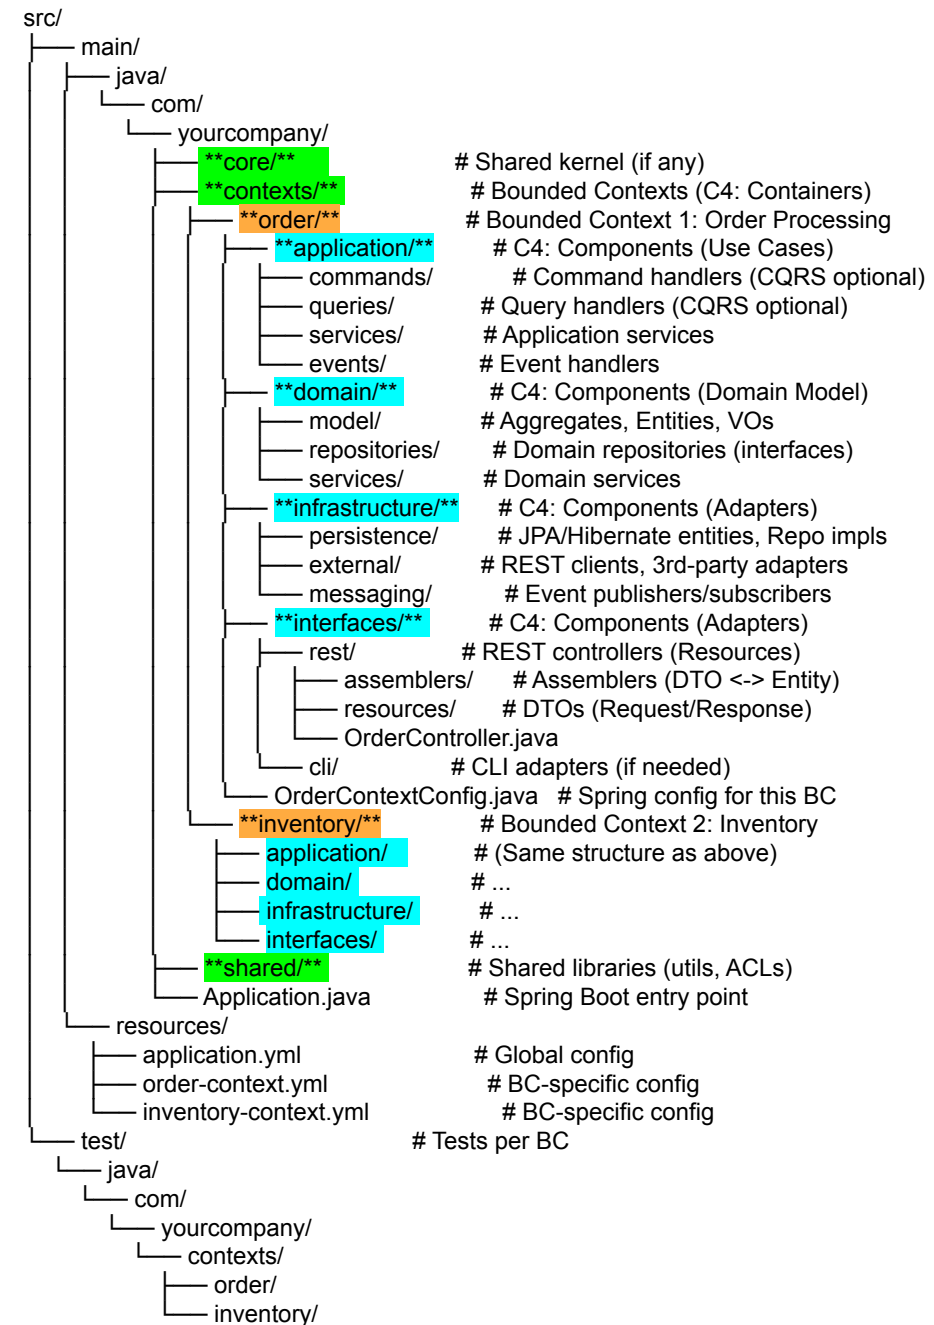 src/
├── main/
│   ├── java/
│   │   └── com/
│   │       └── yourcompany/
│   │           ├── **core/** # Shared kernel (if any)
│   │           ├── **contexts/** # Bounded Contexts (C4: Containers)
│   │           │   ├── **order/** # Bounded Context 1: Order Processing
│   │           │   │   ├── **application/** # C4: Components (Use Cases)
│   │           │   │   │   ├── commands/ # Command handlers (CQRS optional)
│   │           │   │   │   ├── queries/ # Query handlers (CQRS optional)
│   │           │   │   │   ├── services/ # Application services
│   │           │   │   │   └── events/ # Event handlers
│   │           │   │   ├── **domain/** # C4: Components (Domain Model)
│   │           │   │   │   ├── model/ # Aggregates, Entities, VOs
│   │           │   │   │   ├── repositories/ # Domain repositories (interfaces)
│   │           │   │   │   └── services/ # Domain services
│   │           │   │   ├── **infrastructure/** # C4: Components (Adapters)
│   │           │   │   │   ├── persistence/ # JPA/Hibernate entities, Repo impls
│   │           │   │   │   ├── external/ # REST clients, 3rd-party adapters
│   │           │   │   │   └── messaging/ # Event publishers/subscribers
│   │           │   │   ├── **interfaces/** # C4: Components (Adapters)
│   │           │   │   │   ├── rest/ # REST controllers (Resources)
│   │           │   │   │   │   ├── assemblers/ # Assemblers (DTO <-> Entity)
│   │           │   │   │   │   ├── resources/ # DTOs (Request/Response)
│   │           │   │   │   │   └── OrderController.java
│   │           │   │   │   └── cli/ # CLI adapters (if needed)
│   │           │   │   └── OrderContextConfig.java # Spring config for this BC
│   │           │   └── **inventory/** # Bounded Context 2: Inventory
│   │           │       ├── application/ # (Same structure as above)
│   │           │       ├── domain/ # ...
│   │           │       ├── infrastructure/ # ...
│   │           │       └── interfaces/ # ...
│   │           ├── **shared/** # Shared libraries (utils, ACLs)
│   │           └── Application.java # Spring Boot entry point
│   └── resources/
│       ├── application.yml # Global config
│       ├── order-context.yml # BC-specific config
│       └── inventory-context.yml # BC-specific config
└── test/ # Tests per BC
    └── java/
        └── com/
            └── yourcompany/
                └── contexts/
                    ├── order/
                    └── inventory/